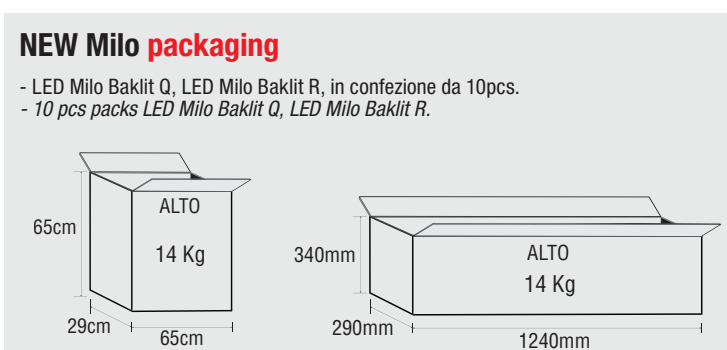 NEW Milo packaging
- LED Milo Baklit Q, LED Milo Baklit R, in confezione da 10pcs.
- 10 pcs packs LED Milo Baklit Q, LED Milo Baklit R.
ALTO
65cm
14 Kg
29cm
65cm
ALTO
340mm
14 Kg
290mm
1240mm